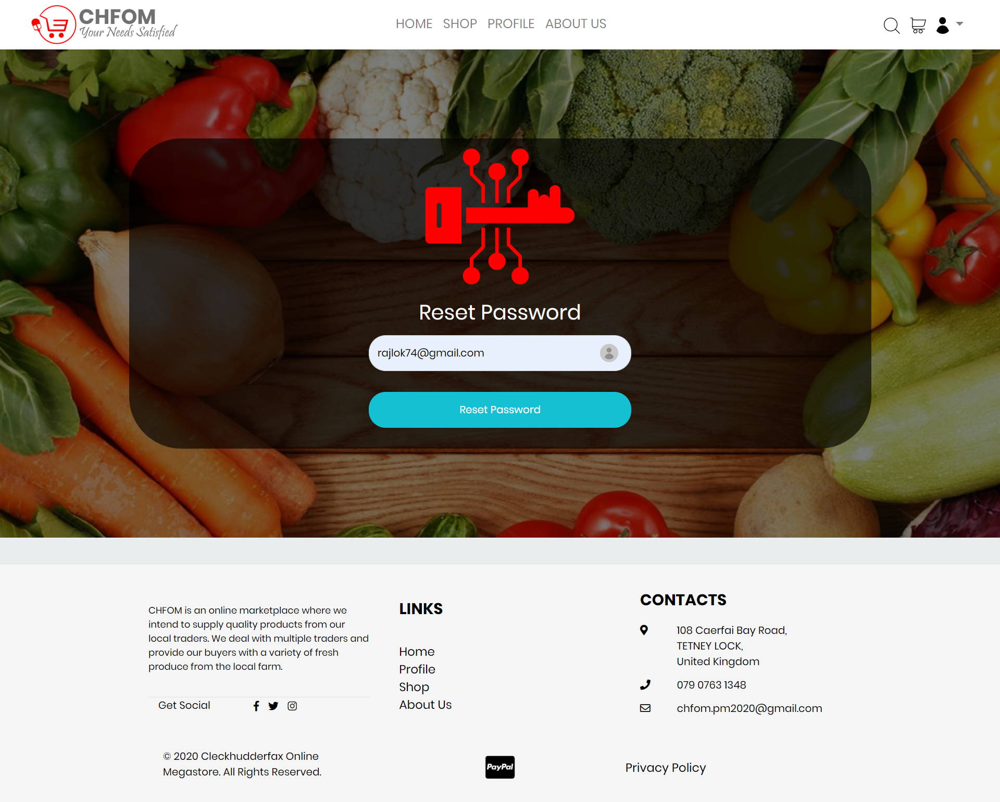 CHFOM
Your Needs Satisfied
HOME SHOP PROFILE ABOUT US
Reset Password
rajlok74@gmail.com
Reset Password
CHFOM is an online marketplace where we
intend to supply quality products from our
local traders. We deal with multiple traders and
provide our buyers with a variety of fresh
produce from the local farm.
Get Social
LINKS
Home
Profile
Shop
About Us
CONTACTS
108 Caerfai Bay Road,
TETNEY LOCK,
United Kingdom
079 0763 1348
chfom.pm2020@gmail.com
© 2020 Cleckhudderfax Online
Megastore. All Rights Reserved.
PayPal
Privacy Policy